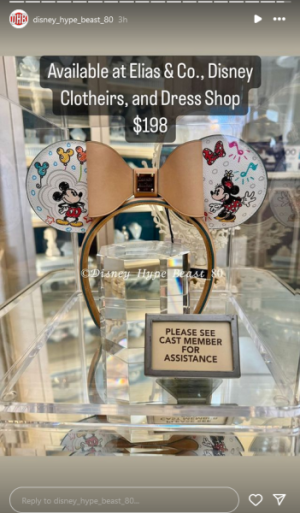 DHB disney_hype_beast_80 3h
Available at Elias & Co., Disney
Clotheirs, and Dress Shop
$198
©Disney_Hype_Beast_80
PLEASE SEE
CAST MEMBER
FOR
ASSISTANCE
Reply to disney_hype_beast_80...